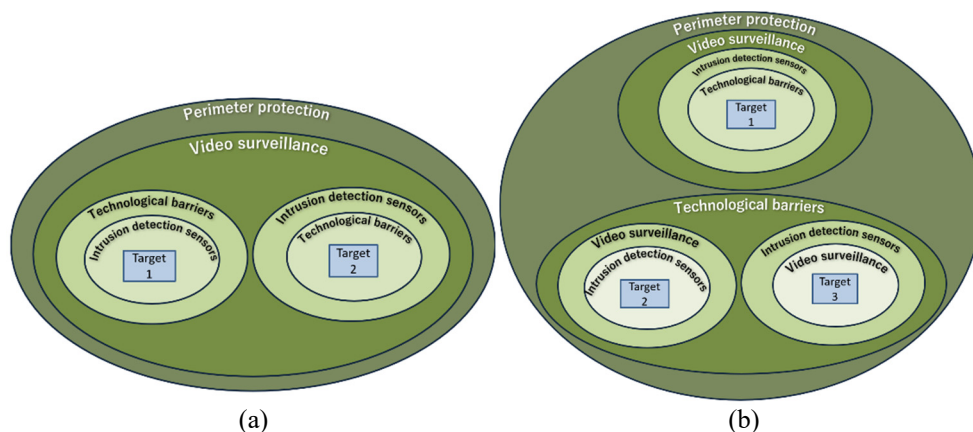 Perimeter protection
Video surveillance
Technological barriers
Intrusion detection sensors
Target
1
Intrusion detection sensors
Technological barriers
Target
2
(a)
Perimeter protection
Video surveillance
Intrusion detection sensors
Technological barriers
Target
1
Technological barriers
Video surveillance
Intrusion detection sensors
Target
2
Intrusion detection sensors
Video surveillance
Target
3
(b)